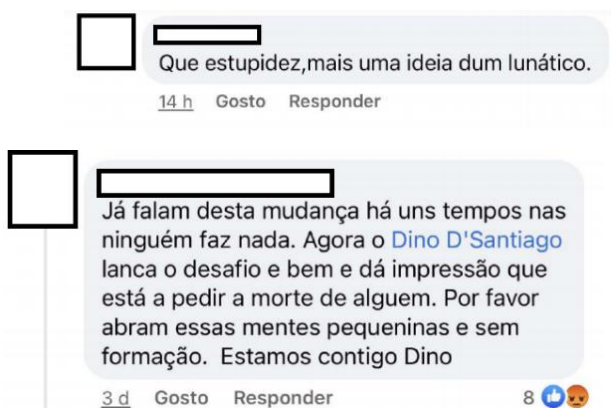 Que estupidez,mais uma ideia dum lunático.
14 h Gosto Responder
Já falam desta mudança há uns tempos nas
ninguém faz nada. Agora o Dino D'Santiago
lanca o desafio e bem e dá impressão que
está a pedir a morte de alguem. Por favor
abram essas mentes pequeninas e sem
formação. Estamos contigo Dino
3 d Gosto Responder 8